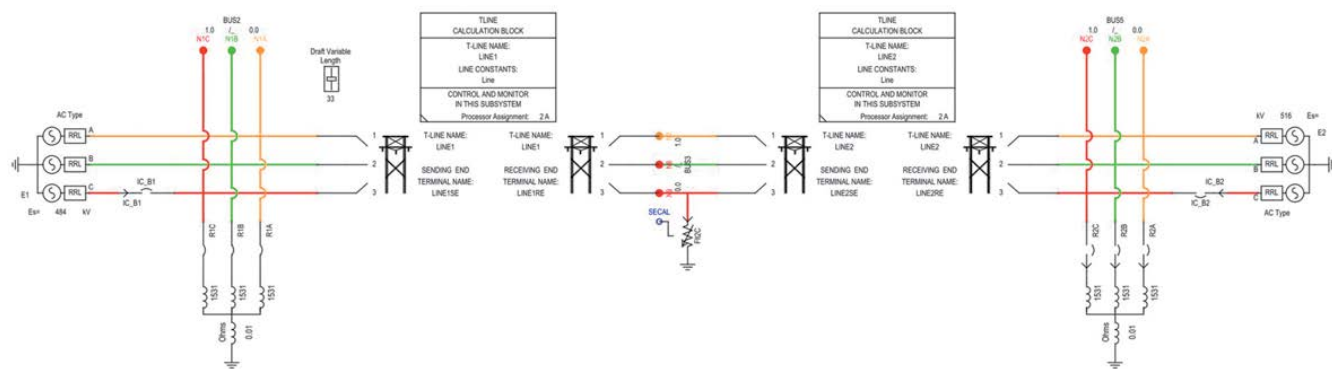 BUS2
1.0 /_ 0.0
N1C N1B N1A
Draft Variable
Length
33
TLINE
CALCULATION BLOCK
T-LINE NAME:
LINE1
LINE CONSTANTS:
Line
CONTROL AND MONITOR
IN THIS SUBSYSTEM
Processor Assignment: 2 A
TLINE
CALCULATION BLOCK
T-LINE NAME:
LINE2
LINE CONSTANTS:
Line
CONTROL AND MONITOR
IN THIS SUBSYSTEM
Processor Assignment: 2 A
BUS5
1.0 /_ 0.0
N2C N2B N2A
AC Type
RRL A
RRL B
RRL C
E1
Es= 484 kV
IC_B1
IC_B1
1
2
3
T-LINE NAME:
LINE1
SENDING END
TERMINAL NAME:
LINE1SE
T-LINE NAME:
LINE1
RECEIVING END
TERMINAL NAME:
LINE1RE
1
2
3
1.0
/_
BUS3
0.0
SECAL
1
2
3
T-LINE NAME:
LINE2
SENDING END
TERMINAL NAME:
LINE2SE
T-LINE NAME:
LINE2
RECEIVING END
TERMINAL NAME:
LINE2RE
1
2
3
kV 516 Es=
E2
A RRL
B RRL
C RRL
AC Type
IC_B2
IC_B2
R1C R1B R1A
1531 1531 1531
Ohms 0.01
R2C R2B R2A
1531 1531 1531
Ohms 0.01